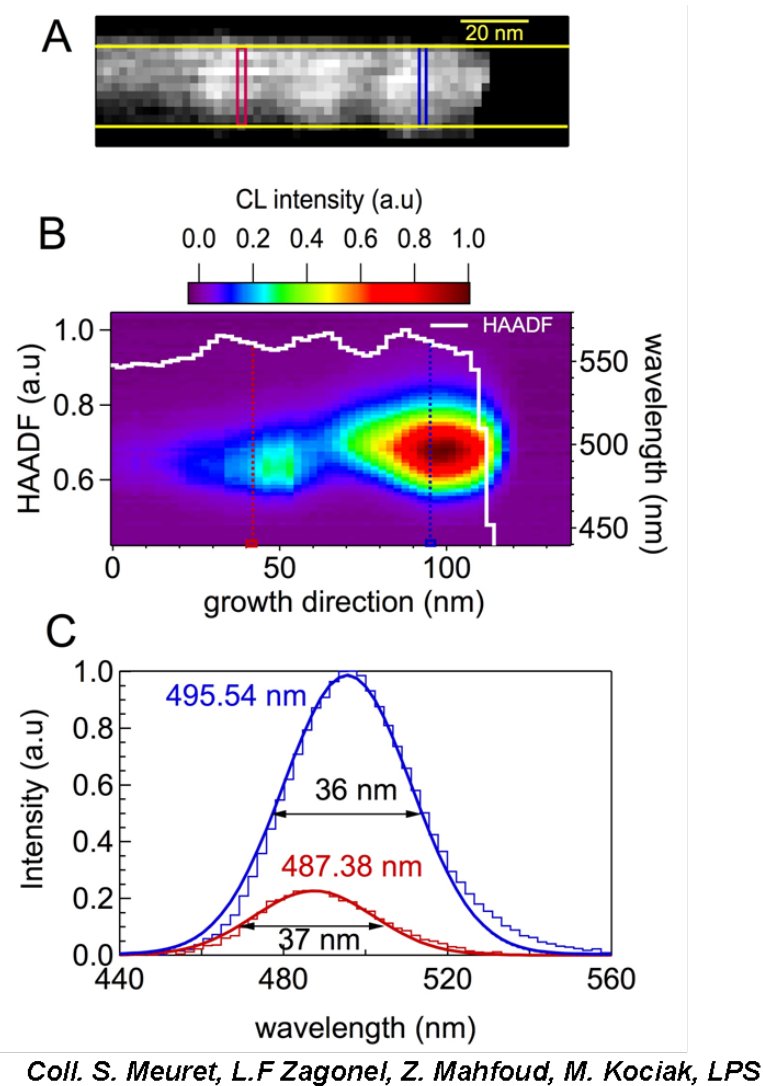 A
20 nm
CL intensity (a.u)
B
0.0 0.2 0.4 0.6 0.8 1.0
HAADF
1.0
0.8
0.6
HAADF (a.u)
550
500
450
wavelength (nm)
0 50 100
growth direction (nm)
C
1.0
0.8
0.6
0.4
0.2
0.0
Intensity (a.u)
495.54 nm
36 nm
487.38 nm
37 nm
440 480 520 560
wavelength (nm)
Coll. S. Meuret, L.F Zagonel, Z. Mahfoud, M. Kociak, LPS